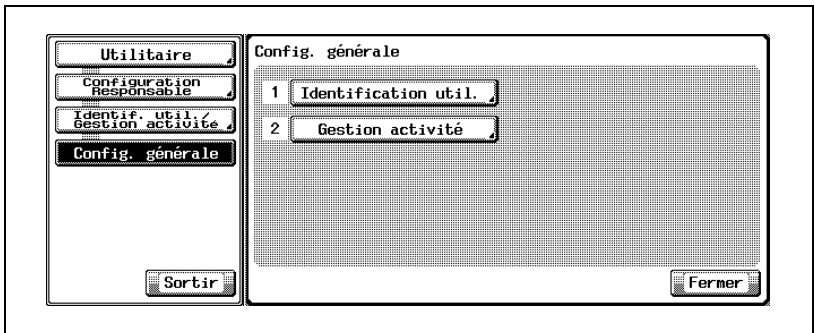 Utilitaire
Configuration
Responsable
Identif. util./
Gestion activité
Config. générale
Sortir
Config. générale
1 Identification util.
2 Gestion activité
Fermer